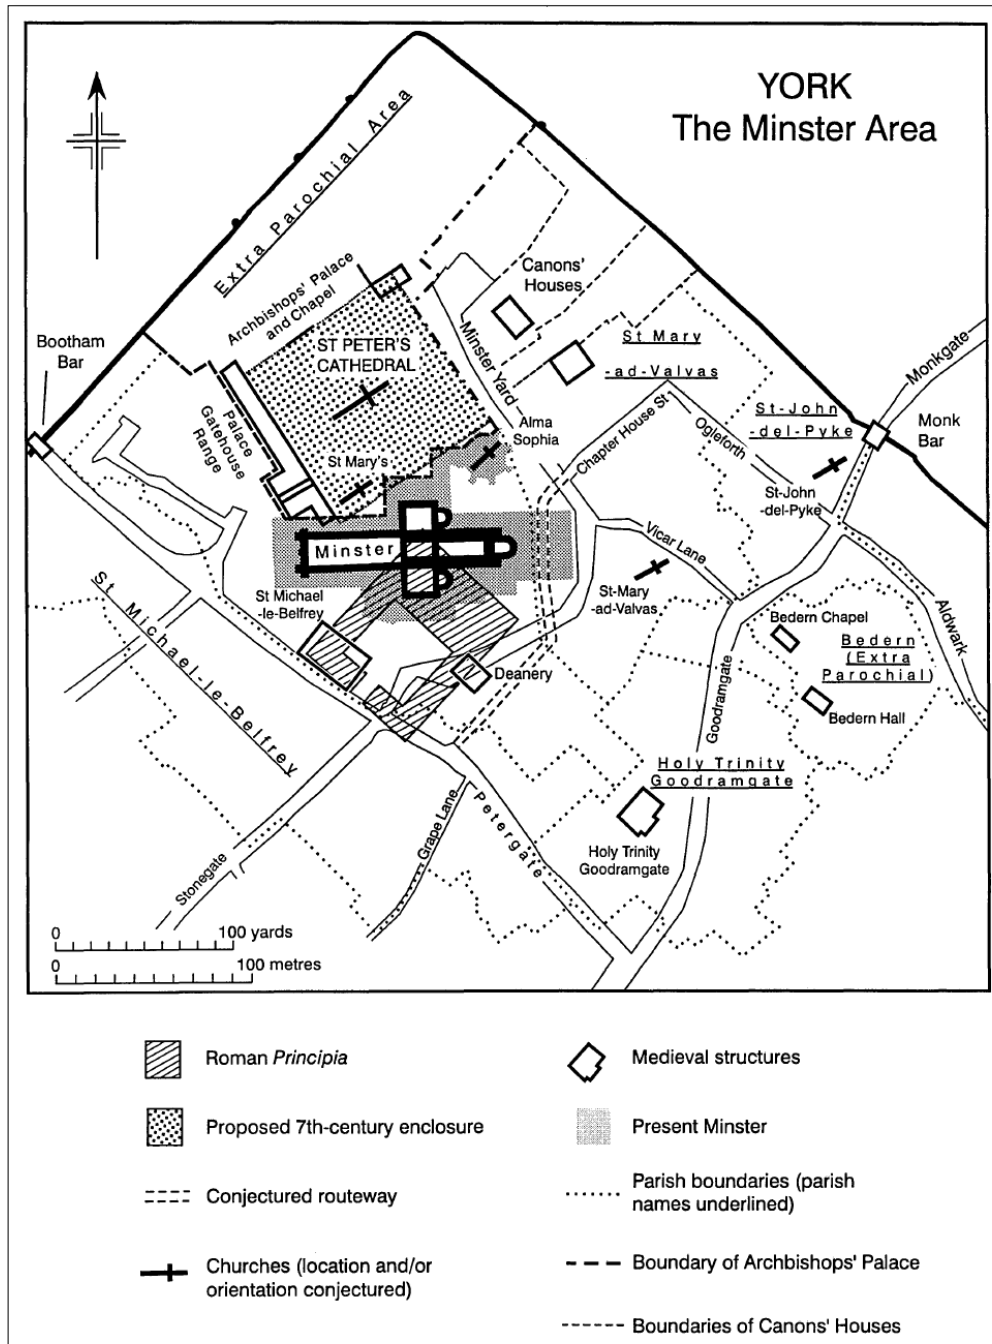 YORK
The Minster Area
Extra Parochial Area
Archbishops' Palace
and Chapel
Canons'
Houses
Bootham
Bar
ST PETER'S
CATHEDRAL
Minster Yard
St Mary
-ad-Valvas
Monkgate
Palace
Gatehouse
Range
Alma
Sophia
Chapter House St
Ogleforth
St-John
-del-Pyke
Monk
Bar
St Mary's
St-John
-del-Pyke
Minster
Vicar Lane
St Michael
-le-Belfrey
St-Mary
-ad-Valvas
Aldwark
St Michael-le-Belfrey
Bedern Chapel
Bedern
(Extra
Parochial)
Deanery
Goodramgate
Bedern Hall
Holy Trinity
Goodramgate
Petergate
Grape Lane
Stonegate
Holy Trinity
Goodramgate
0 100 yards
0 100 metres
Roman Principia
Medieval structures
Proposed 7th-century enclosure
Present Minster
Conjectured routeway
Parish boundaries (parish
names underlined)
Churches (location and/or
orientation conjectured)
Boundary of Archbishops' Palace
Boundaries of Canons' Houses